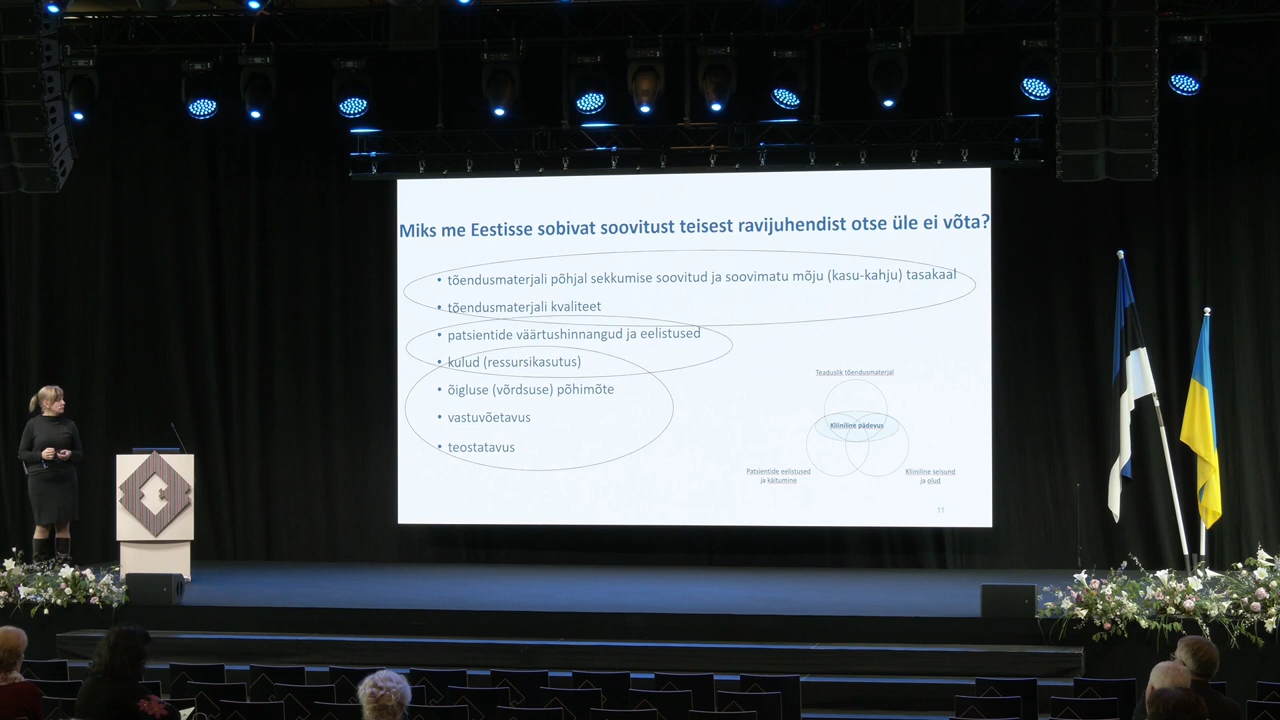 Miks me Eestisse sobivat soovitust teisest ravijuhendist otse üle ei võta?
• tõendusmaterjali põhjal sekkumise soovitud ja soovimatu mõju (kasu-kahju) tasakaal
• tõendusmaterjali kvaliteet
• patsientide väärtushinnangud ja eelistused
• kulud (ressursikasutus)
• õigluse (võrdsuse) põhimõte
• vastuvõetavus
• teostatavus
Teaduslik tõendusmaterjal
Kliiniline pädevus
Patsientide eelistused
ja käitumine
Kliiniline seisund
ja olud
11